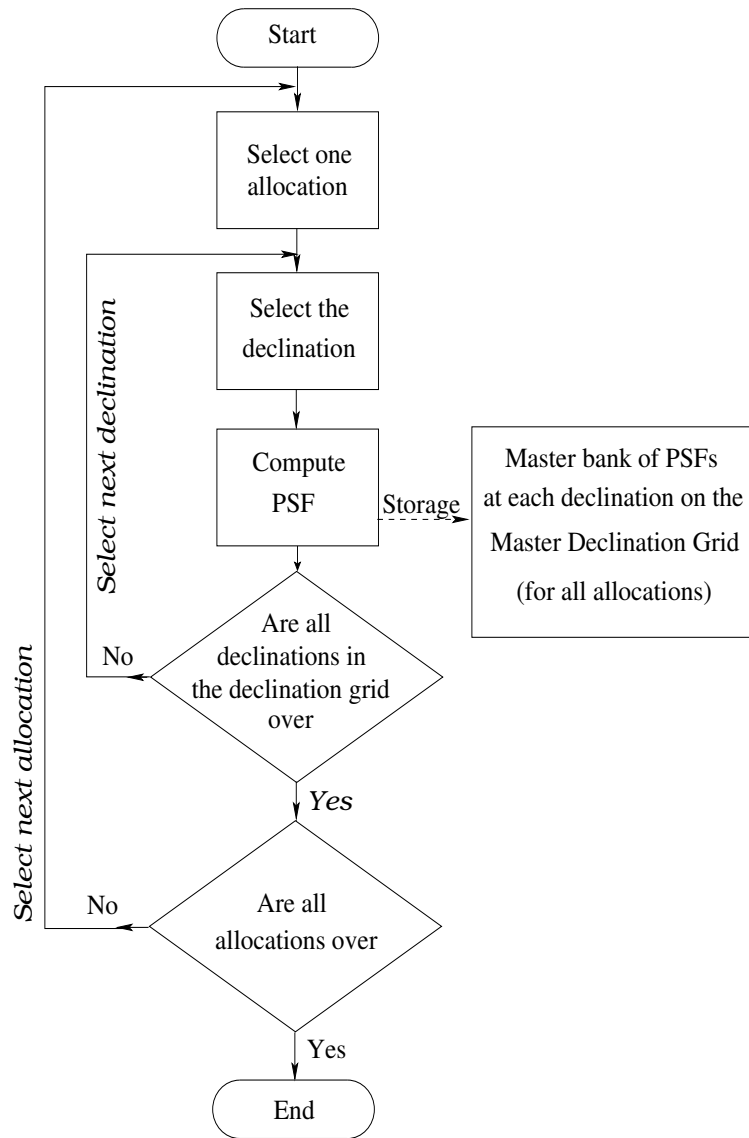 Start
Select one
allocation
Select the
declination
Select next declination
Compute
PSF
Storage
Master bank of PSFs
at each declination on the
Master Declination Grid
(for all allocations)
Are all
declinations in
the declination grid
over
No
Yes
Select next allocation
Are all
allocations over
No
Yes
End